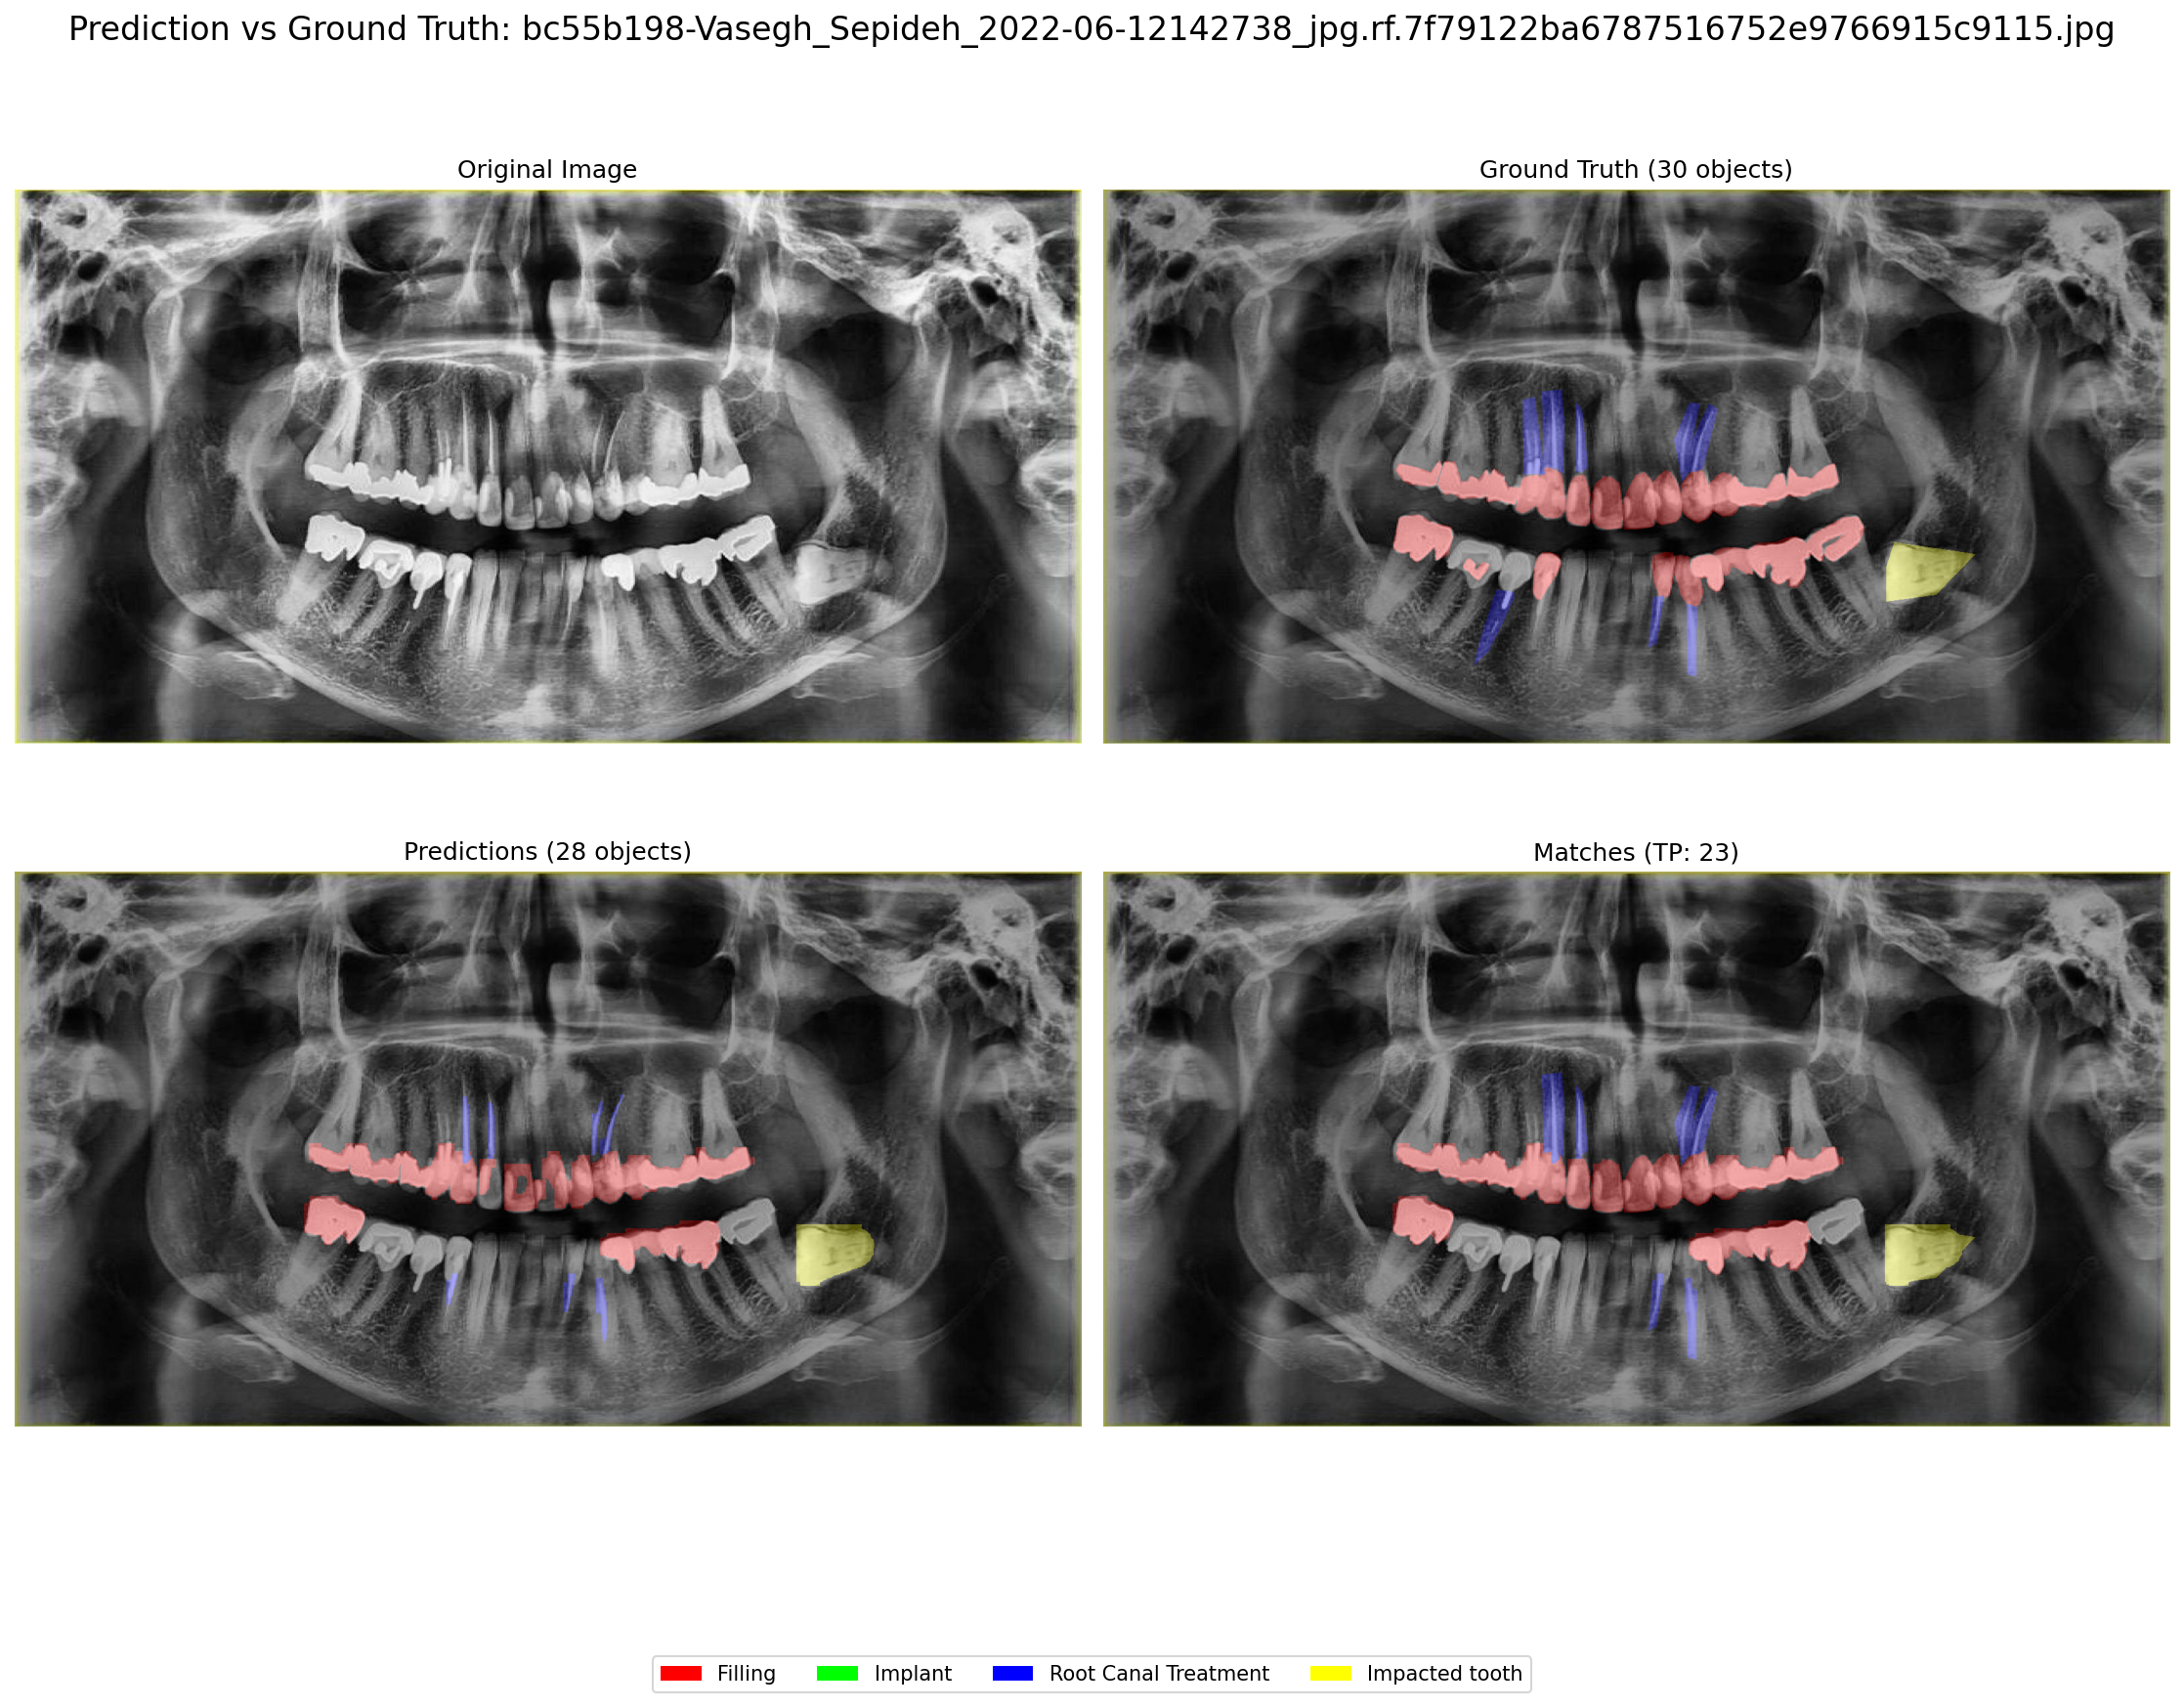 Prediction vs Ground Truth: bc55b198-Vasegh_Sepideh_2022-06-12142738_jpg.rf.7f79122ba6787516752e9766915c9115.jpg
Original Image
Ground Truth (30 objects)
Predictions (28 objects)
Matches (TP: 23)
Filling
Implant
Root Canal Treatment
Impacted tooth